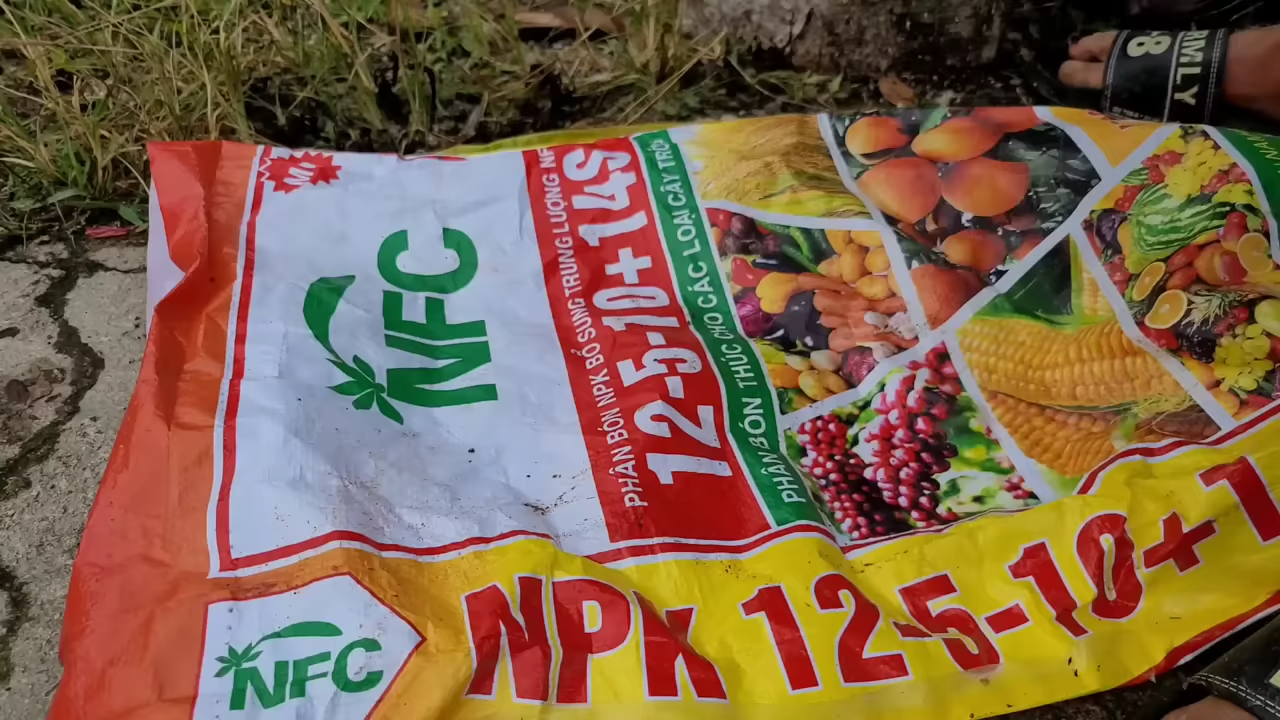 NFC
PHÂN BÓN NPK BỔ SUNG TRUNG LƯỢNG
12-5-10+14S
PHÂN BÓN THÚC CHO CÁC LOẠI CÂY
NFC
NPK 12-5-10+1
RMLY
8